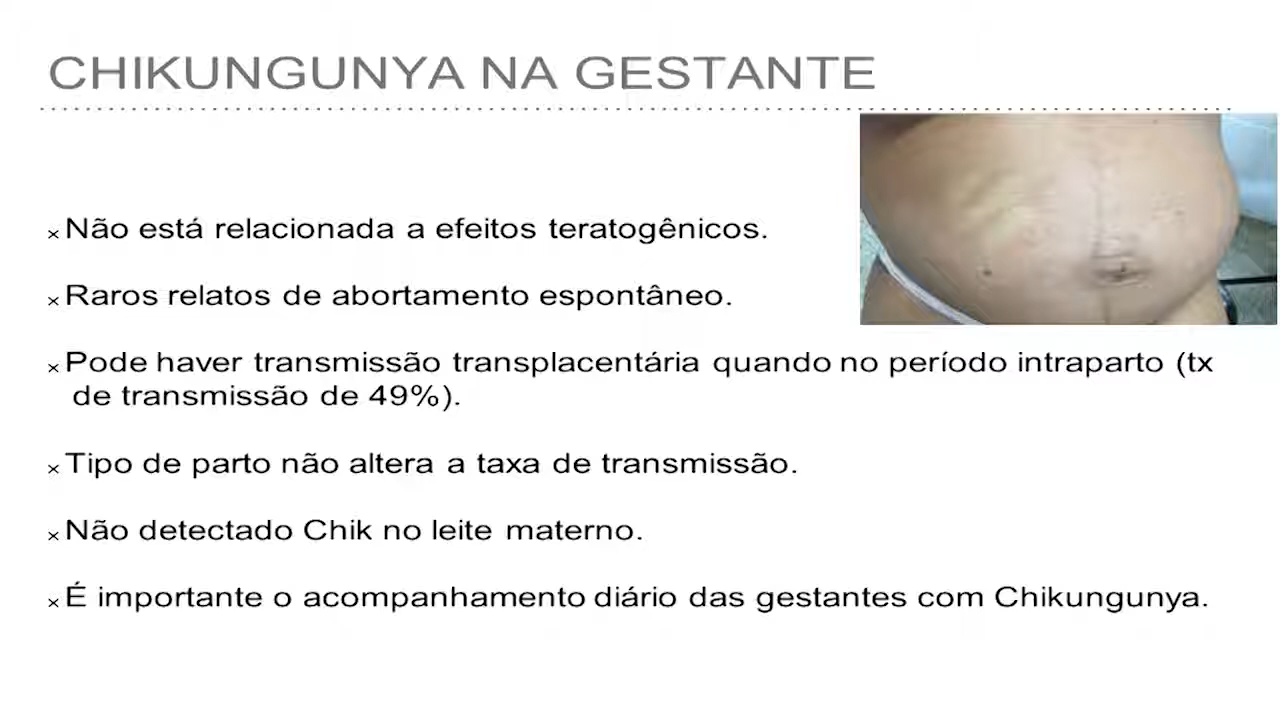 CHIKUNGUNYA NA GESTANTE
× Não está relacionada a efeitos teratogênicos.
× Raros relatos de abortamento espontâneo.
× Pode haver transmissão transplacentária quando no período intraparto (tx
de transmissão de 49%).
× Tipo de parto não altera a taxa de transmissão.
× Não detectado Chik no leite materno.
× É importante o acompanhamento diário das gestantes com Chikungunya.